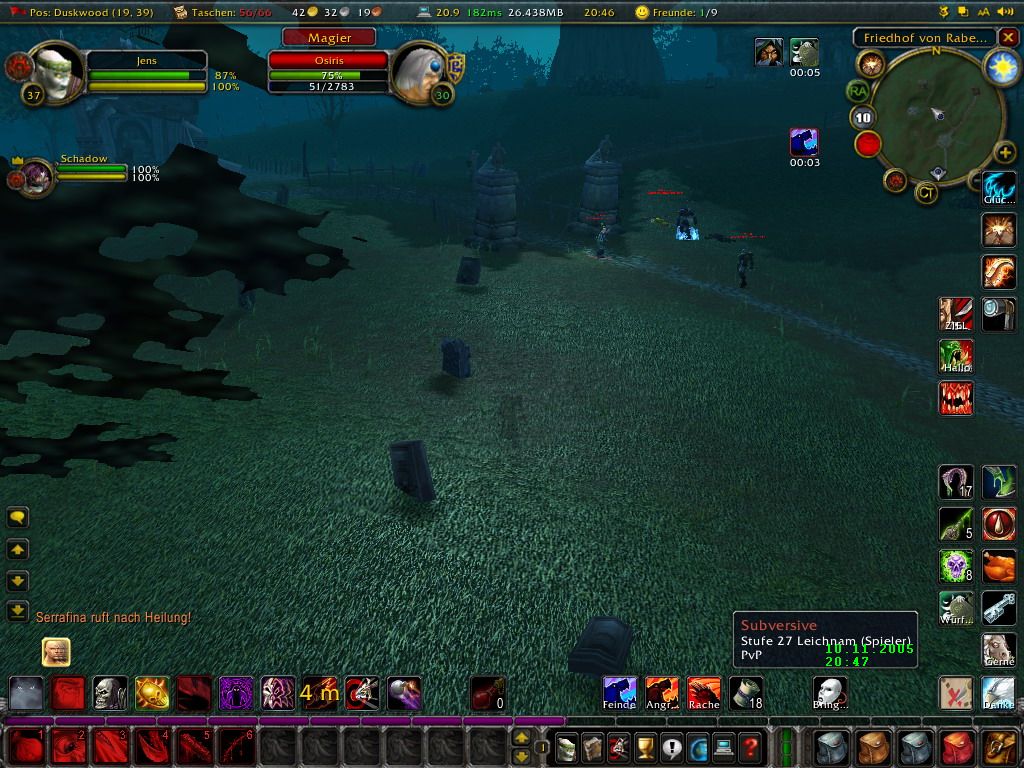 Pos: Duskwood (19, 39)
Taschen: 56/66
42 32 19
20.9 182ms 26.438MB
20:46
Freunde: 1/9
Magier
Friedhof von Rabe...
N
Jens
87%
100%
37
Osiris
75%
51/2783
30
00:05
RA
10
00:03
CT
Schadow
100%
100%
Glüc...
ZIEL
Hallo
17
5
8
Würf...
Gerne
Serrafina ruft nach Heilung!
Subversive
Stufe 27 Leichnam (Spieler)
PvP
10.11.2005
20:47
4 m
0
Feinde
Angr...
Rache
18
Bring...
Danke
1 2 3 4 5 6
1